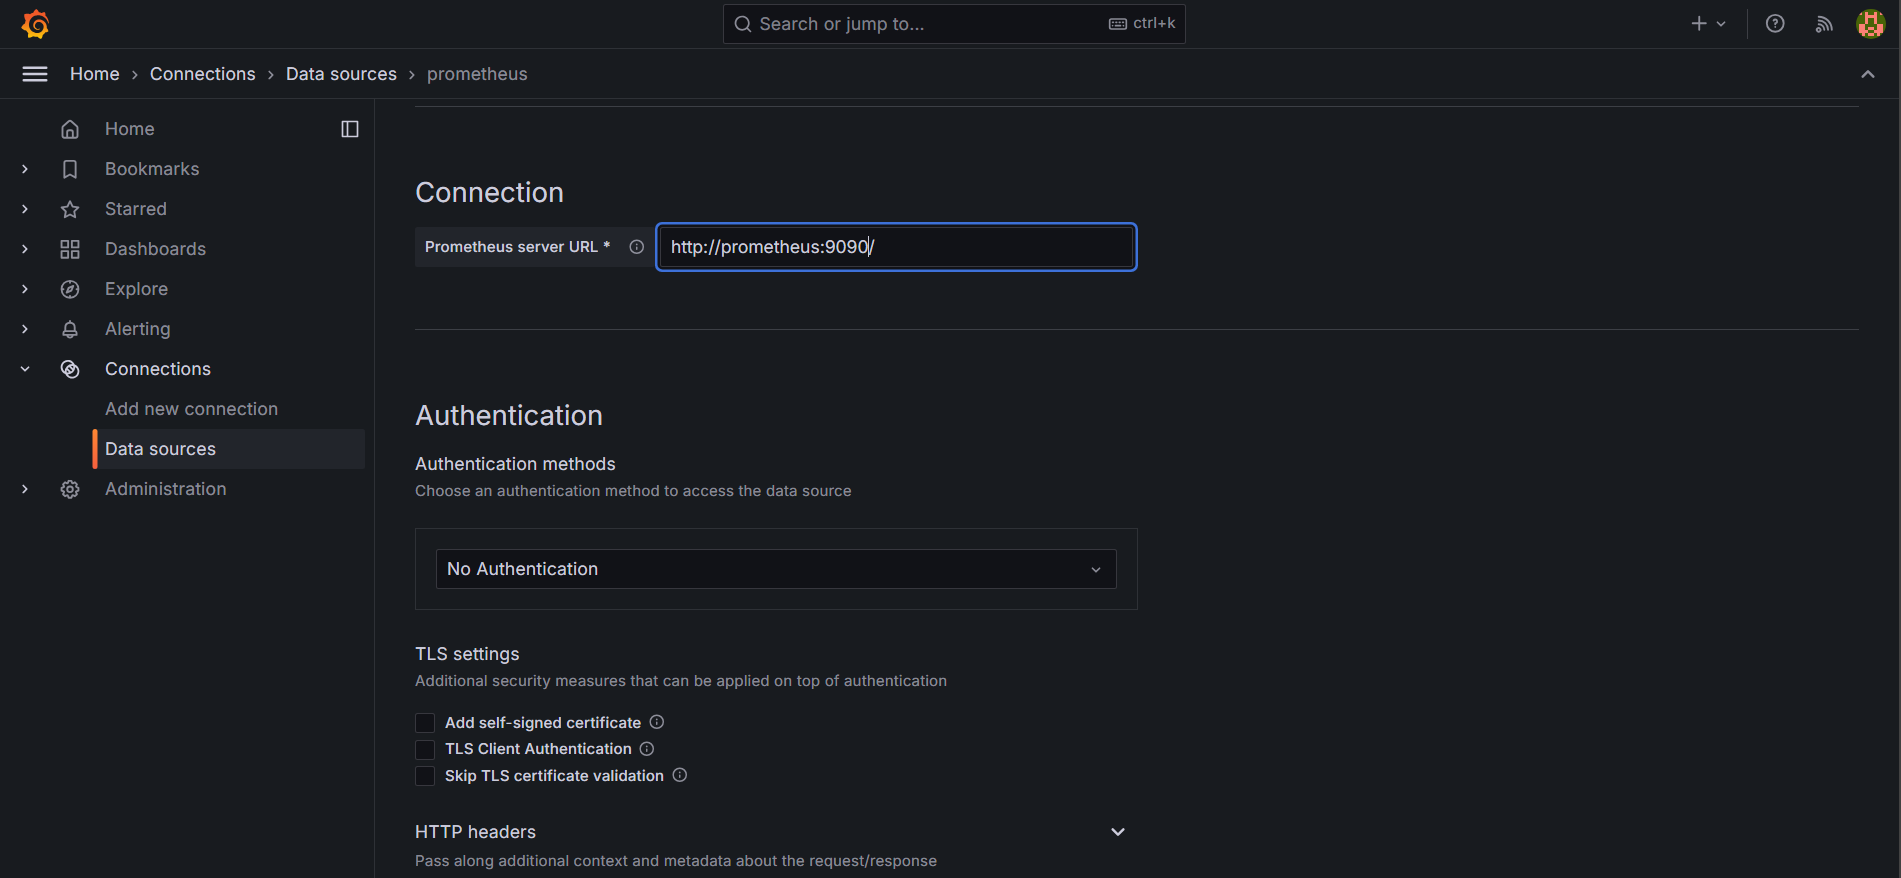 Search or jump to...
ctrl+k
Home
Connections
Data sources
prometheus
Home
Bookmarks
Starred
Dashboards
Explore
Alerting
Connections
Add new connection
Data sources
Administration
Connection
Prometheus server URL *
http://prometheus:9090/
Authentication
Authentication methods
Choose an authentication method to access the data source
No Authentication
TLS settings
Additional security measures that can be applied on top of authentication
Add self-signed certificate
TLS Client Authentication
Skip TLS certificate validation
HTTP headers
Pass along additional context and metadata about the request/response